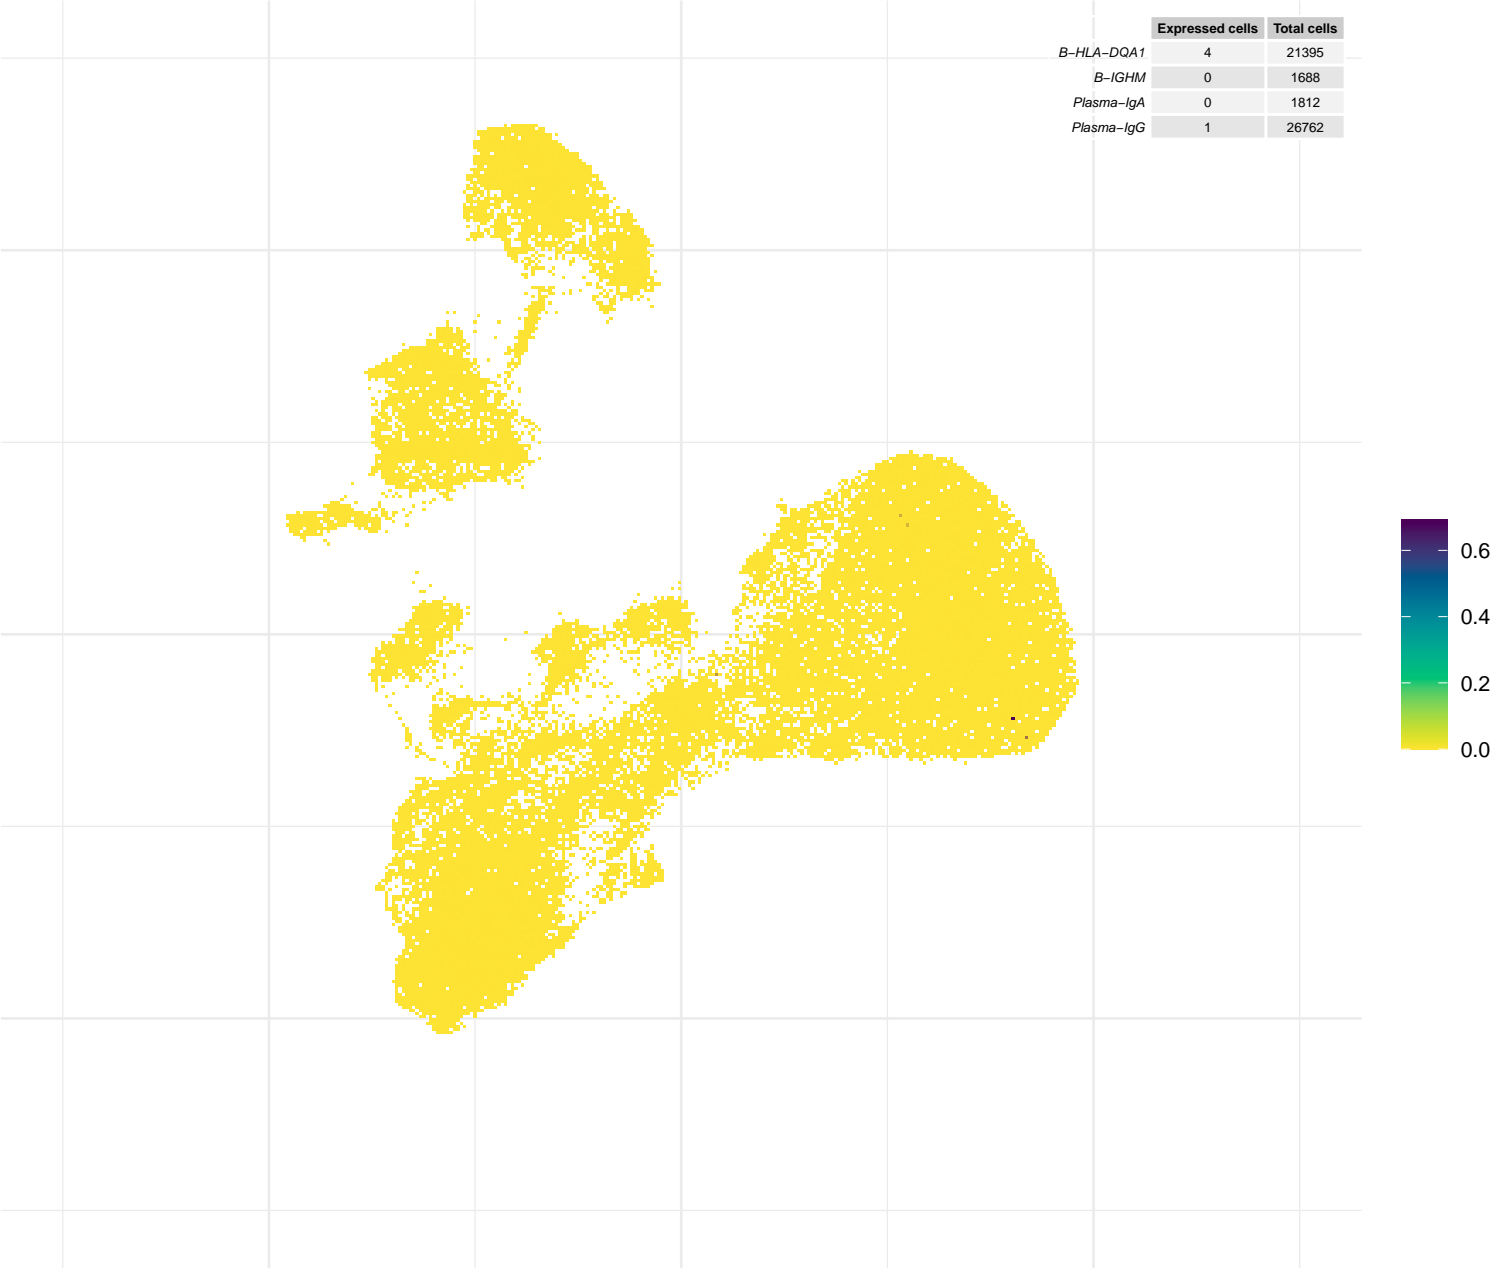 Expressed cells Total cells
B−HLA−DQA1 4 21395
B−IGHM 0 1688
Plasma−IgA 0 1812
Plasma−IgG 1 26762
0.6
0.4
0.2
0.0